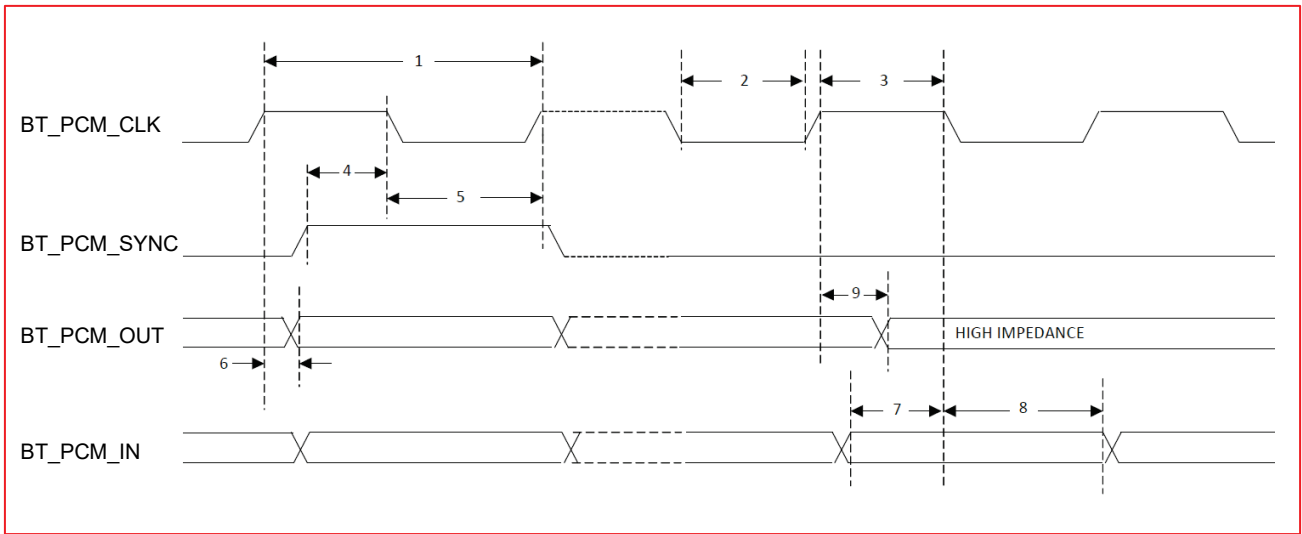 1
2
3
BT_PCM_CLK
4
5
BT_PCM_SYNC
9
BT_PCM_OUT
HIGH IMPEDANCE
6
7
8
BT_PCM_IN